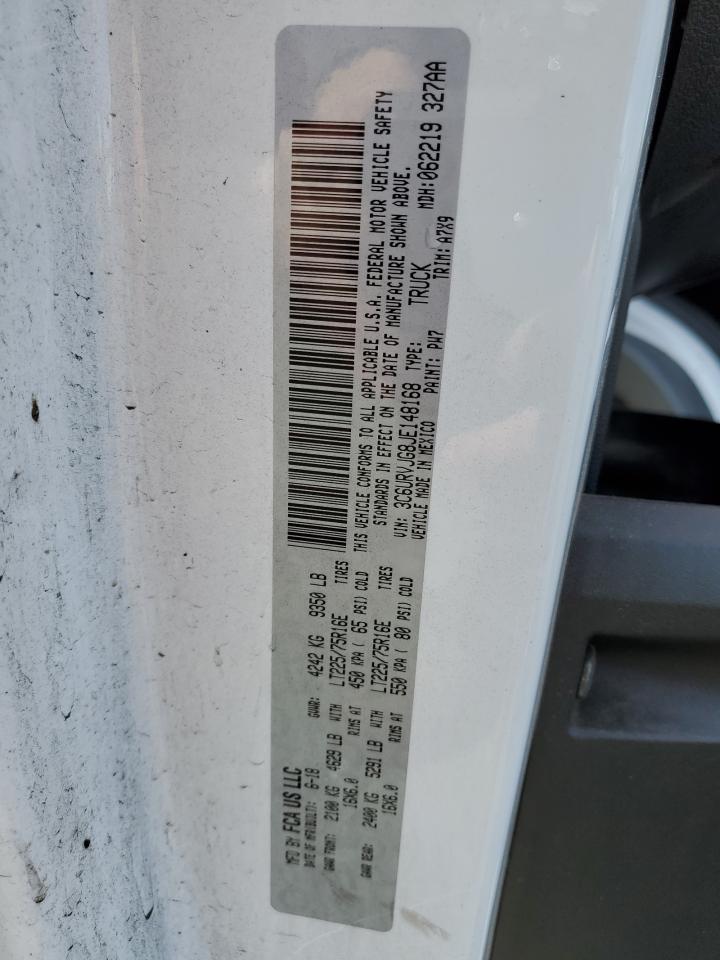 MFD BY FCA US LLC
DATE OF MFR(BUILT): 6-18 GVWR: 4242 KG 9350 LB
GAWR FRONT: 2100 KG 4629 LB WITH LT225/75R16E TIRES
16X6.0 RIMS AT 450 KPA ( 65 PSI) COLD
GAWR REAR: 2400 KG 5291 LB WITH LT225/75R16E TIRES
16X6.0 RIMS AT 550 KPA ( 80 PSI) COLD
THIS VEHICLE CONFORMS TO ALL APPLICABLE U.S.A. FEDERAL MOTOR VEHICLE SAFETY
STANDARDS IN EFFECT ON THE DATE OF MANUFACTURE SHOWN ABOVE.
VIN: 3C6URVJG8JE148168 TYPE: TRUCK MDH:062219 327AA
VEHICLE MADE IN MEXICO PAINT: PW7 TRIM: A7X9